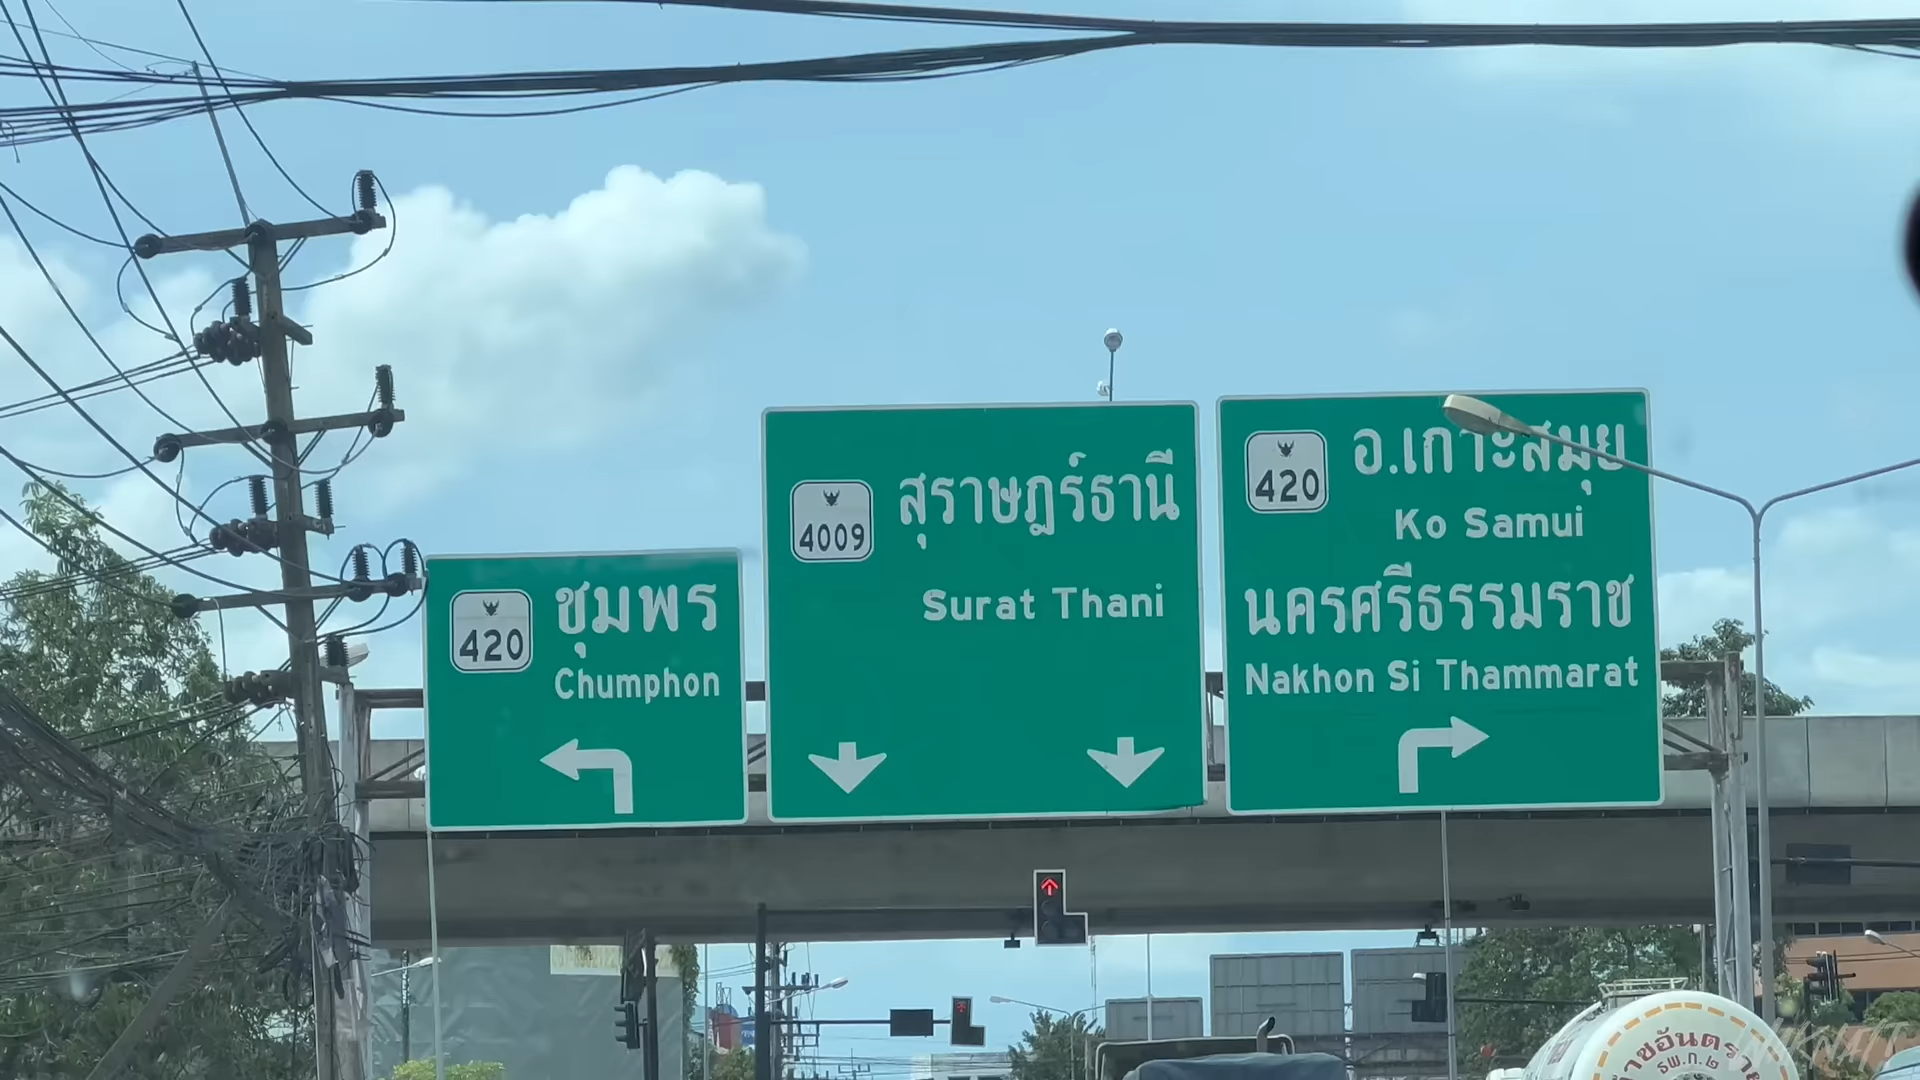 420
ชุมพร
Chumphon
4009
สุราษฎร์ธานี
Surat Thani
420
อ.เกาะสมุย
Ko Samui
นครศรีธรรมราช
Nakhon Si Thammarat